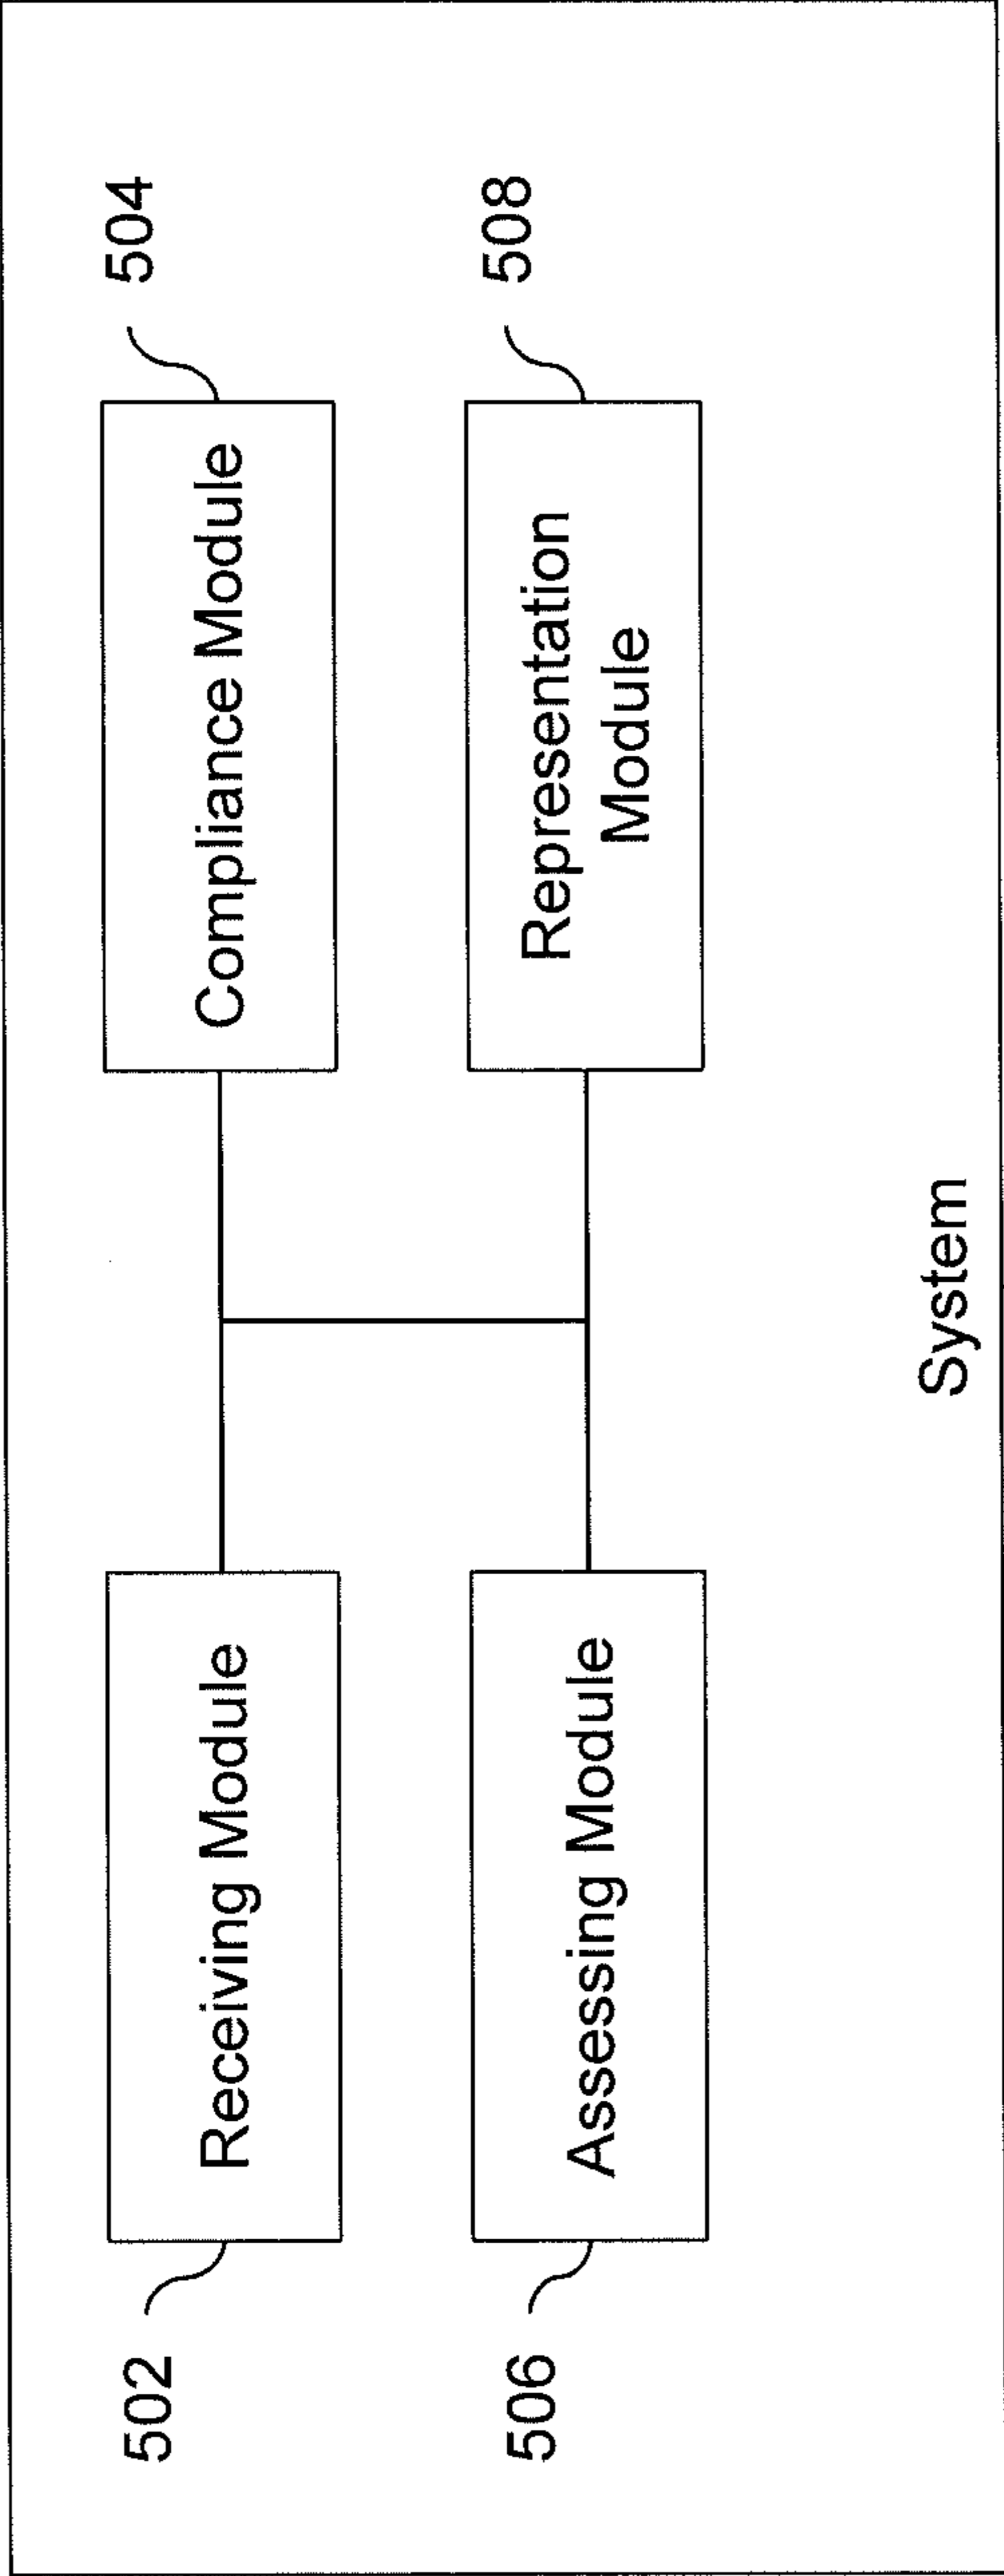 502
Receiving Module
Compliance Module
504
506
Assessing Module
Representation
Module
508
System